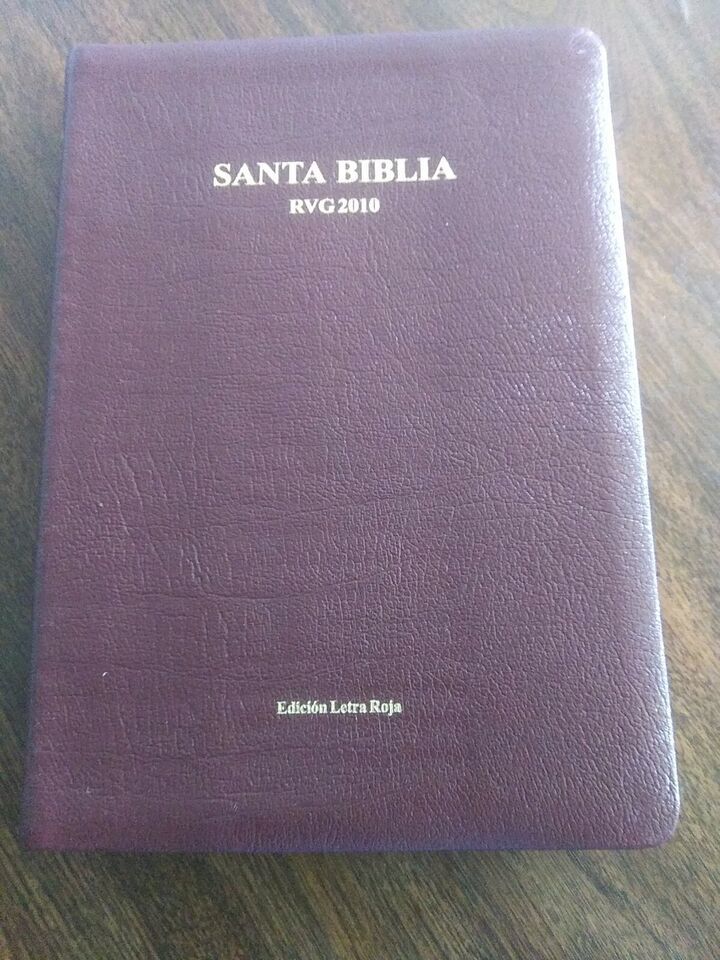 SANTA BIBLIA
RVG 2010
Edición Letra Roja